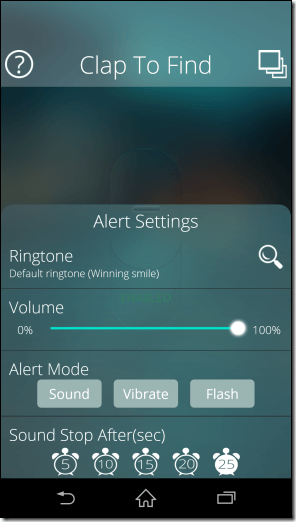 ?
Clap To Find
Alert Settings
Ringtone
Default ringtone (Winning smile)
Volume
0% 100%
Alert Mode
Sound Vibrate Flash
Sound Stop After(sec)
5 10 15 20 25